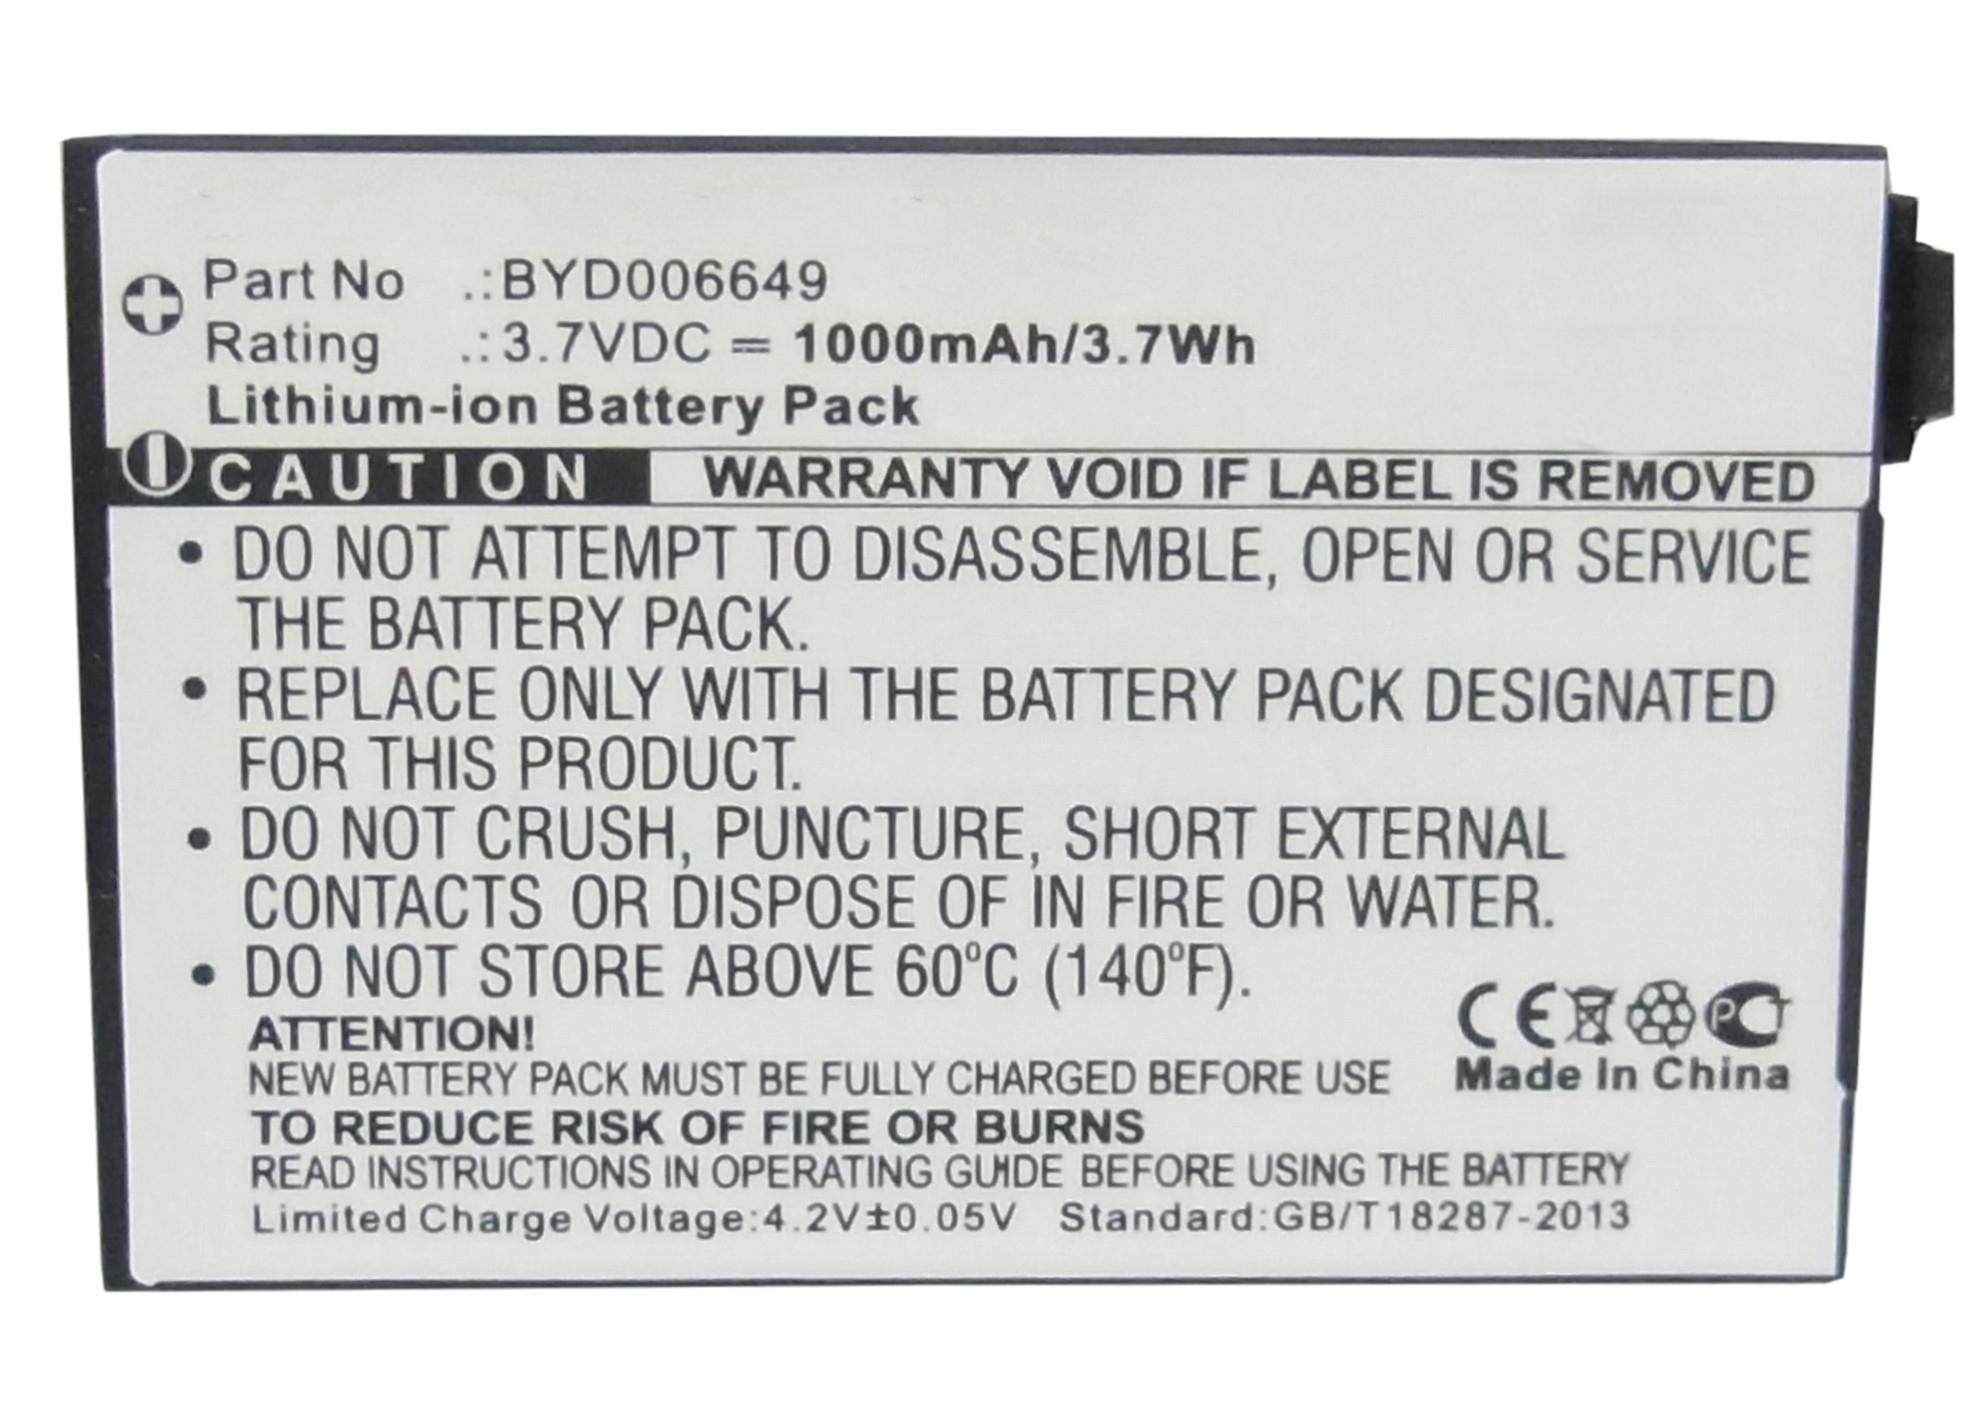 Part No .:BYD006649
Rating .:3.7VDC ⎓ 1000mAh/3.7Wh
Lithium-ion Battery Pack
CAUTION WARRANTY VOID IF LABEL IS REMOVED
• DO NOT ATTEMPT TO DISASSEMBLE, OPEN OR SERVICE
THE BATTERY PACK.
• REPLACE ONLY WITH THE BATTERY PACK DESIGNATED
FOR THIS PRODUCT.
• DO NOT CRUSH, PUNCTURE, SHORT EXTERNAL
CONTACTS OR DISPOSE OF IN FIRE OR WATER.
• DO NOT STORE ABOVE 60°C (140°F).
ATTENTION!
NEW BATTERY PACK MUST BE FULLY CHARGED BEFORE USE
CE PCT
Made In China
TO REDUCE RISK OF FIRE OR BURNS
READ INSTRUCTIONS IN OPERATING GUIDE BEFORE USING THE BATTERY
Limited Charge Voltage:4.2V±0.05V Standard:GB/T18287-2013